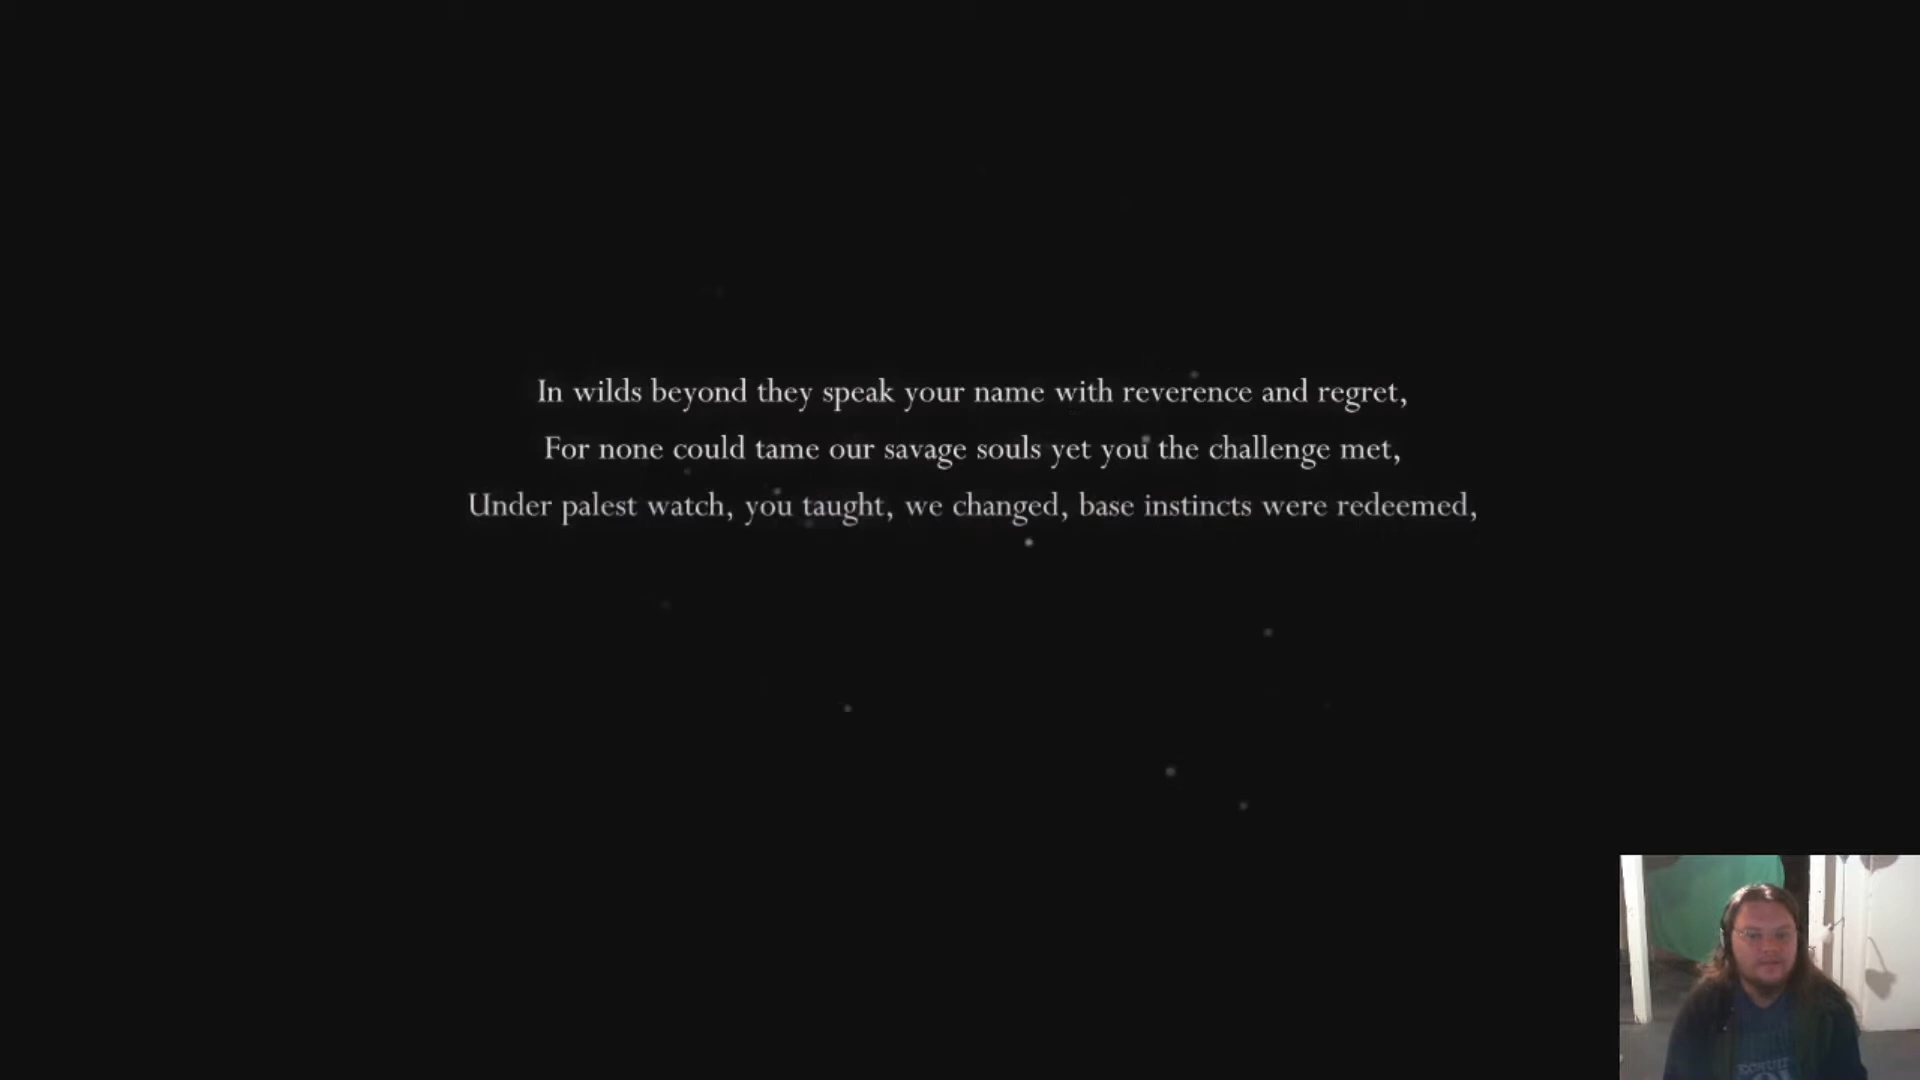 In wilds beyond they speak your name with reverence and regret,
For none could tame our savage souls yet you the challenge met,
Under palest watch, you taught, we changed, base instincts were redeemed,